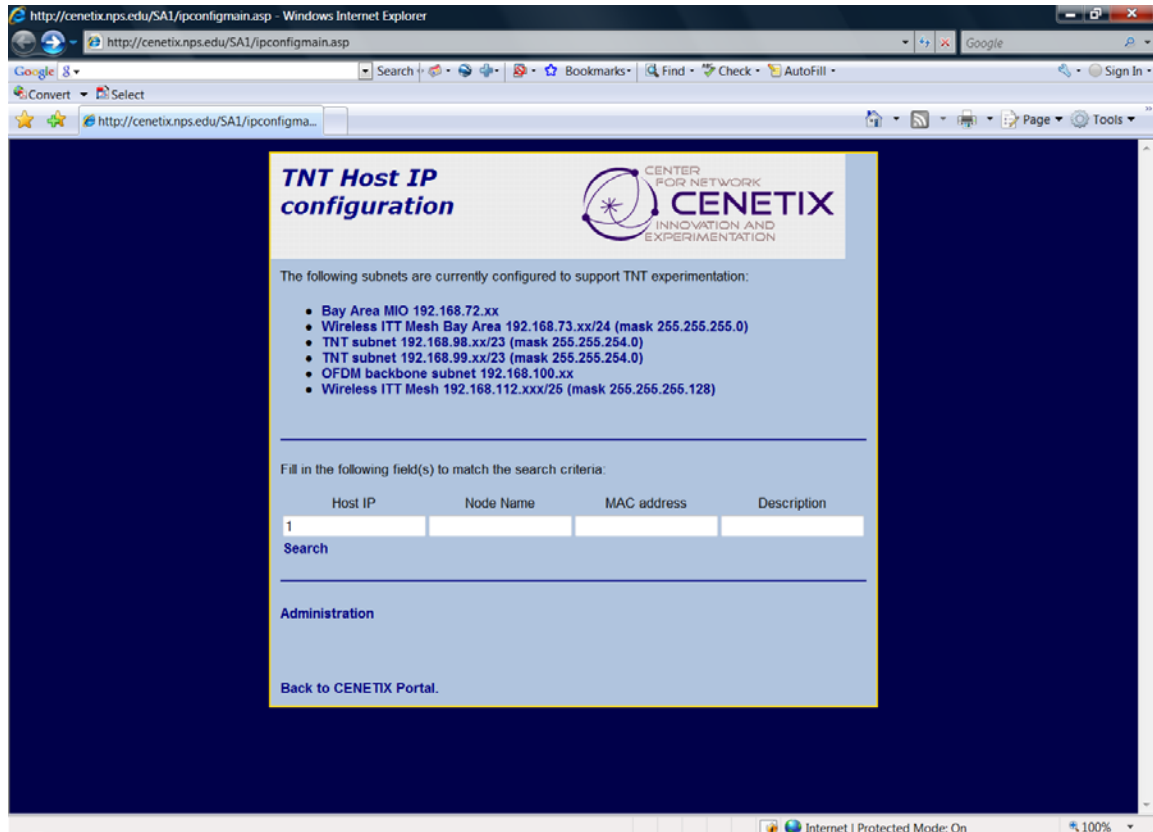 http://cenetix.nps.edu/SA1/ipconfigmain.asp - Windows Internet Explorer
http://cenetix.nps.edu/SA1/ipconfigmain.asp
Google
Google
Search
Bookmarks
Find
Check
AutoFill
Sign In
Convert
Select
http://cenetix.nps.edu/SA1/ipconfigma...
Page
Tools
TNT Host IP
configuration
CENTER
FOR NETWORK
CENETIX
INNOVATION AND
EXPERIMENTATION
The following subnets are currently configured to support TNT experimentation:
• Bay Area MIO 192.168.72.xx
• Wireless ITT Mesh Bay Area 192.168.73.xx/24 (mask 255.255.255.0)
• TNT subnet 192.168.98.xx/23 (mask 255.255.254.0)
• TNT subnet 192.168.99.xx/23 (mask 255.255.254.0)
• OFDM backbone subnet 192.168.100.xx
• Wireless ITT Mesh 192.168.112.xxx/25 (mask 255.255.255.128)
Fill in the following field(s) to match the search criteria:
Host IP Node Name MAC address Description
1
Search
Administration
Back to CENETIX Portal.
Internet | Protected Mode: On 100%